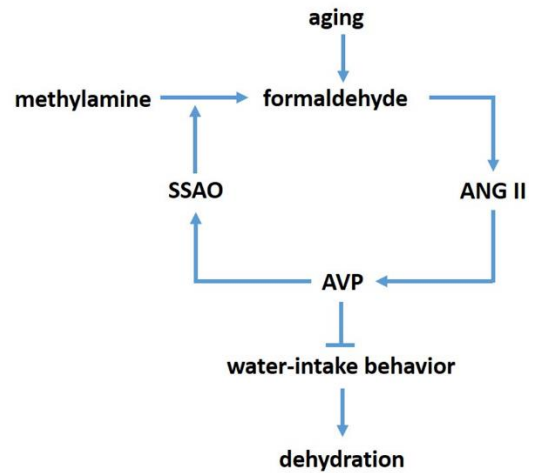 aging
methylamine
formaldehyde
SSAO
ANG II
AVP
water-intake behavior
dehydration